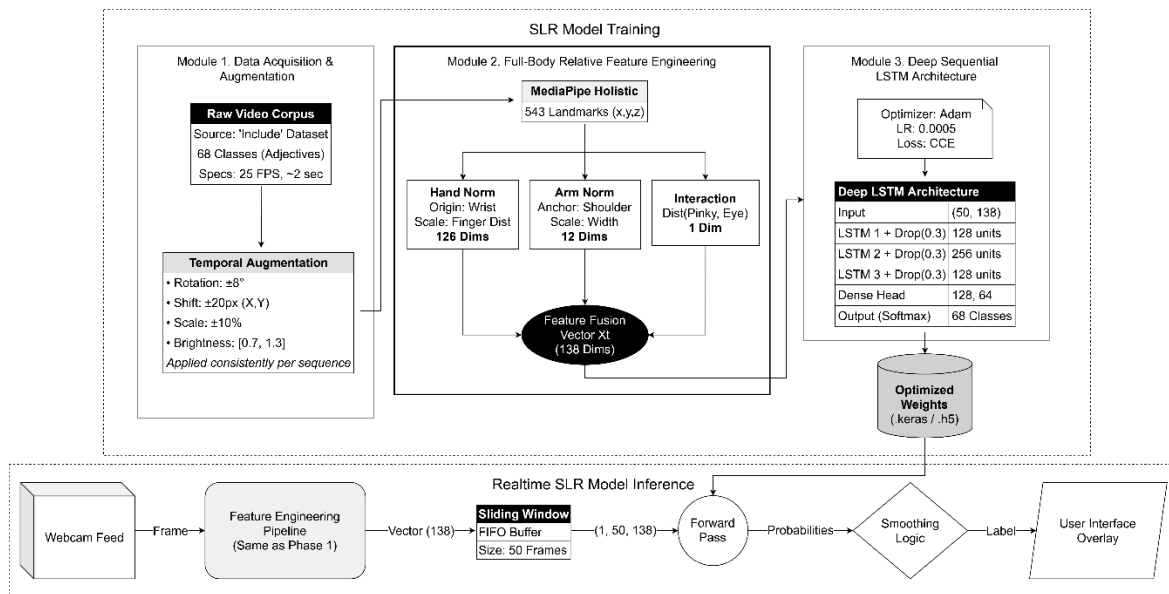 SLR Model Training
Module 1. Data Acquisition &
Augmentation
Raw Video Corpus
Source: 'Include' Dataset
68 Classes (Adjectives)
Specs: 25 FPS, ~2 sec
Temporal Augmentation
• Rotation: ±8°
• Shift: ±20px (X,Y)
• Scale: ±10%
• Brightness: [0.7, 1.3]
Applied consistently per sequence
Module 2. Full-Body Relative Feature Engineering
MediaPipe Holistic
543 Landmarks (x,y,z)
Hand Norm
Origin: Wrist
Scale: Finger Dist
126 Dims
Arm Norm
Anchor: Shoulder
Scale: Width
12 Dims
Interaction
Dist(Pinky, Eye)
1 Dim
Feature Fusion
Vector Xt
(138 Dims)
Module 3. Deep Sequential
LSTM Architecture
Optimizer: Adam
LR: 0.0005
Loss: CCE
Deep LSTM Architecture
Input (50, 138)
LSTM 1 + Drop(0.3) 128 units
LSTM 2 + Drop(0.3) 256 units
LSTM 3 + Drop(0.3) 128 units
Dense Head 128, 64
Output (Softmax) 68 Classes
Optimized
Weights
(.keras / .h5)
Realtime SLR Model Inference
Webcam Feed
Frame
Feature Engineering
Pipeline
(Same as Phase 1)
Vector (138)
Sliding Window
FIFO Buffer
Size: 50 Frames
(1, 50, 138)
Forward
Pass
Probabilities
Smoothing
Logic
Label
User Interface
Overlay